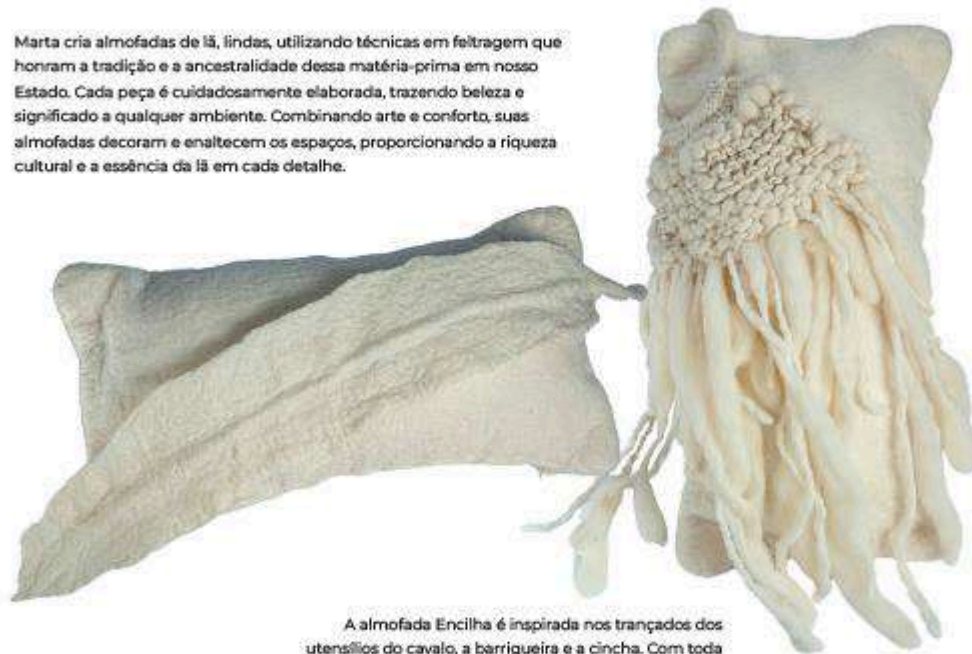 Marta cria almofadas de lã, lindas, utilizando técnicas em feltragem que
honram a tradição e a ancestralidade dessa matéria-prima em nosso
Estado. Cada peça é cuidadosamente elaborada, trazendo beleza e
significado a qualquer ambiente. Combinando arte e conforto, suas
almofadas decoram e enaltecem os espaços, proporcionando a riqueza
cultural e a essência da lã em cada detalhe.
A almofada Encilha é inspirada nos trançados dos
utensílios do cavalo, a barrigueira e a cincha. Com toda